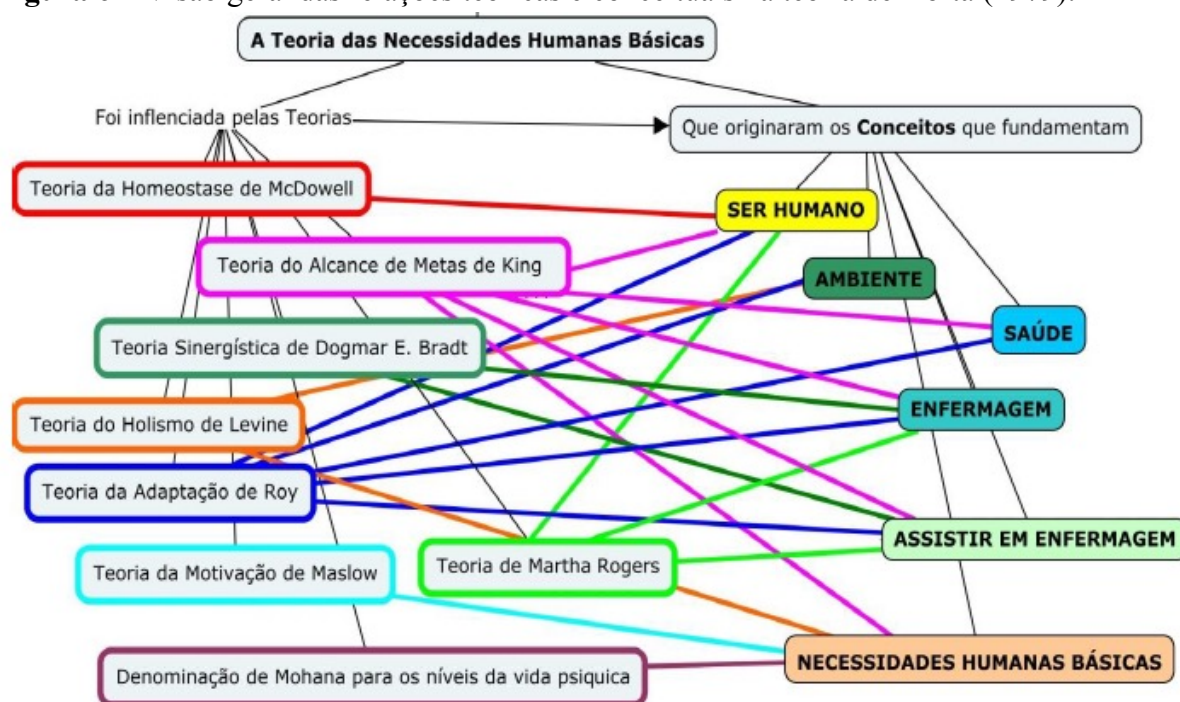 A Teoria das Necessidades Humanas Básicas
Foi inflenciada pelas Teorias
Que originaram os Conceitos que fundamentam
Teoria da Homeostase de McDowell
SER HUMANO
Teoria do Alcance de Metas de King
AMBIENTE
Teoria Sinergística de Dogmar E. Bradt
SAÚDE
Teoria do Holismo de Levine
ENFERMAGEM
Teoria da Adaptação de Roy
ASSISTIR EM ENFERMAGEM
Teoria da Motivação de Maslow
Teoria de Martha Rogers
NECESSIDADES HUMANAS BÁSICAS
Denominação de Mohana para os níveis da vida psiquica